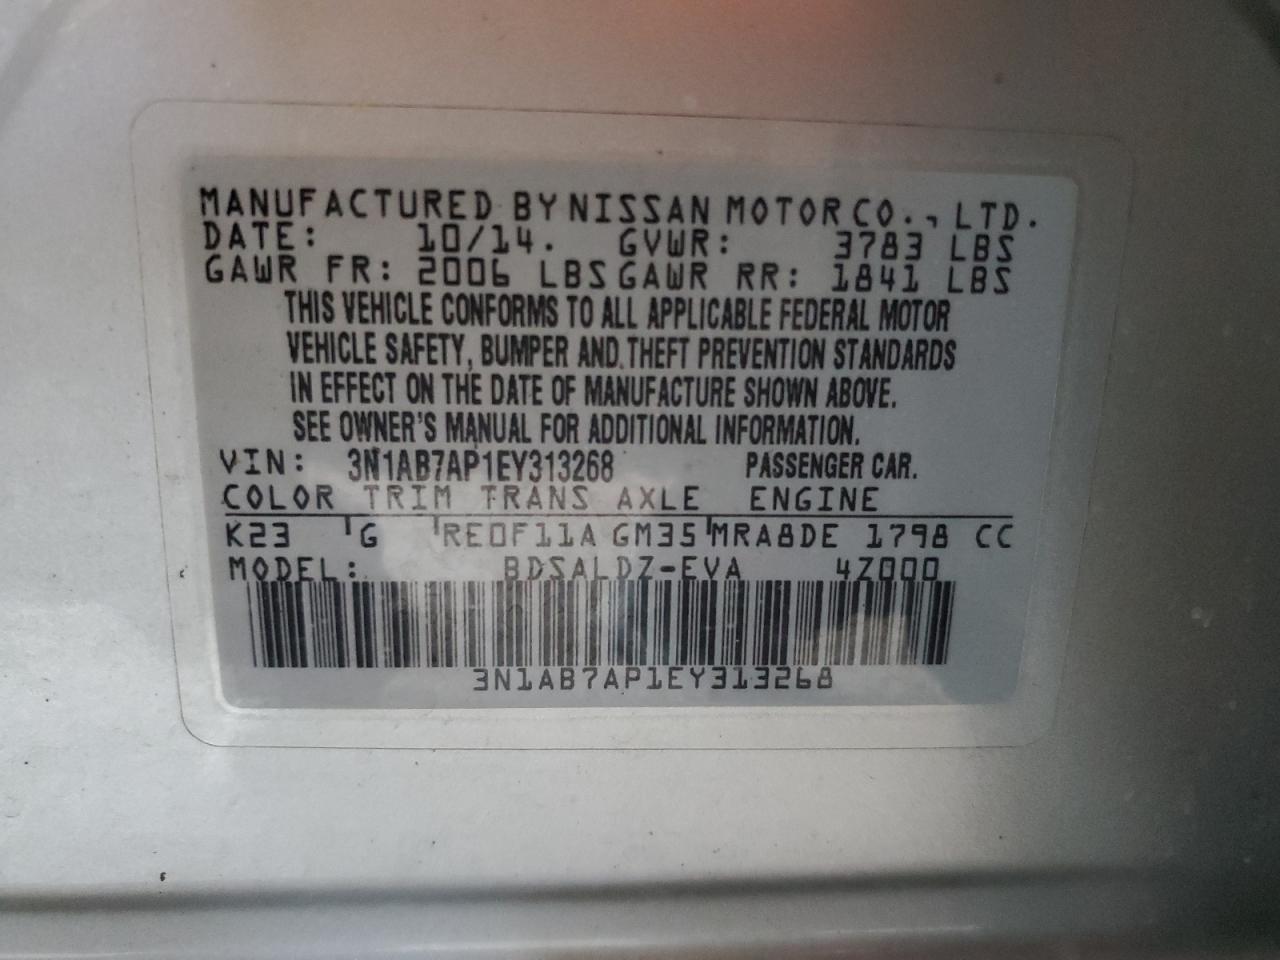 MANUFACTURED BY NISSAN MOTOR CO., LTD.
DATE: 10/14. GVWR: 3783 LBS
GAWR FR: 2006 LBS GAWR RR: 1841 LBS
THIS VEHICLE CONFORMS TO ALL APPLICABLE FEDERAL MOTOR
VEHICLE SAFETY, BUMPER AND THEFT PREVENTION STANDARDS
IN EFFECT ON THE DATE OF MANUFACTURE SHOWN ABOVE.
SEE OWNER'S MANUAL FOR ADDITIONAL INFORMATION.
VIN: 3N1AB7AP1EY313268 PASSENGER CAR.
COLOR TRIM TRANS AXLE ENGINE
K23 G RE0F11A GM35 MRA8DE 1798 CC
MODEL: BDSALDZ-EVA 4Z000
3N1AB7AP1EY313268